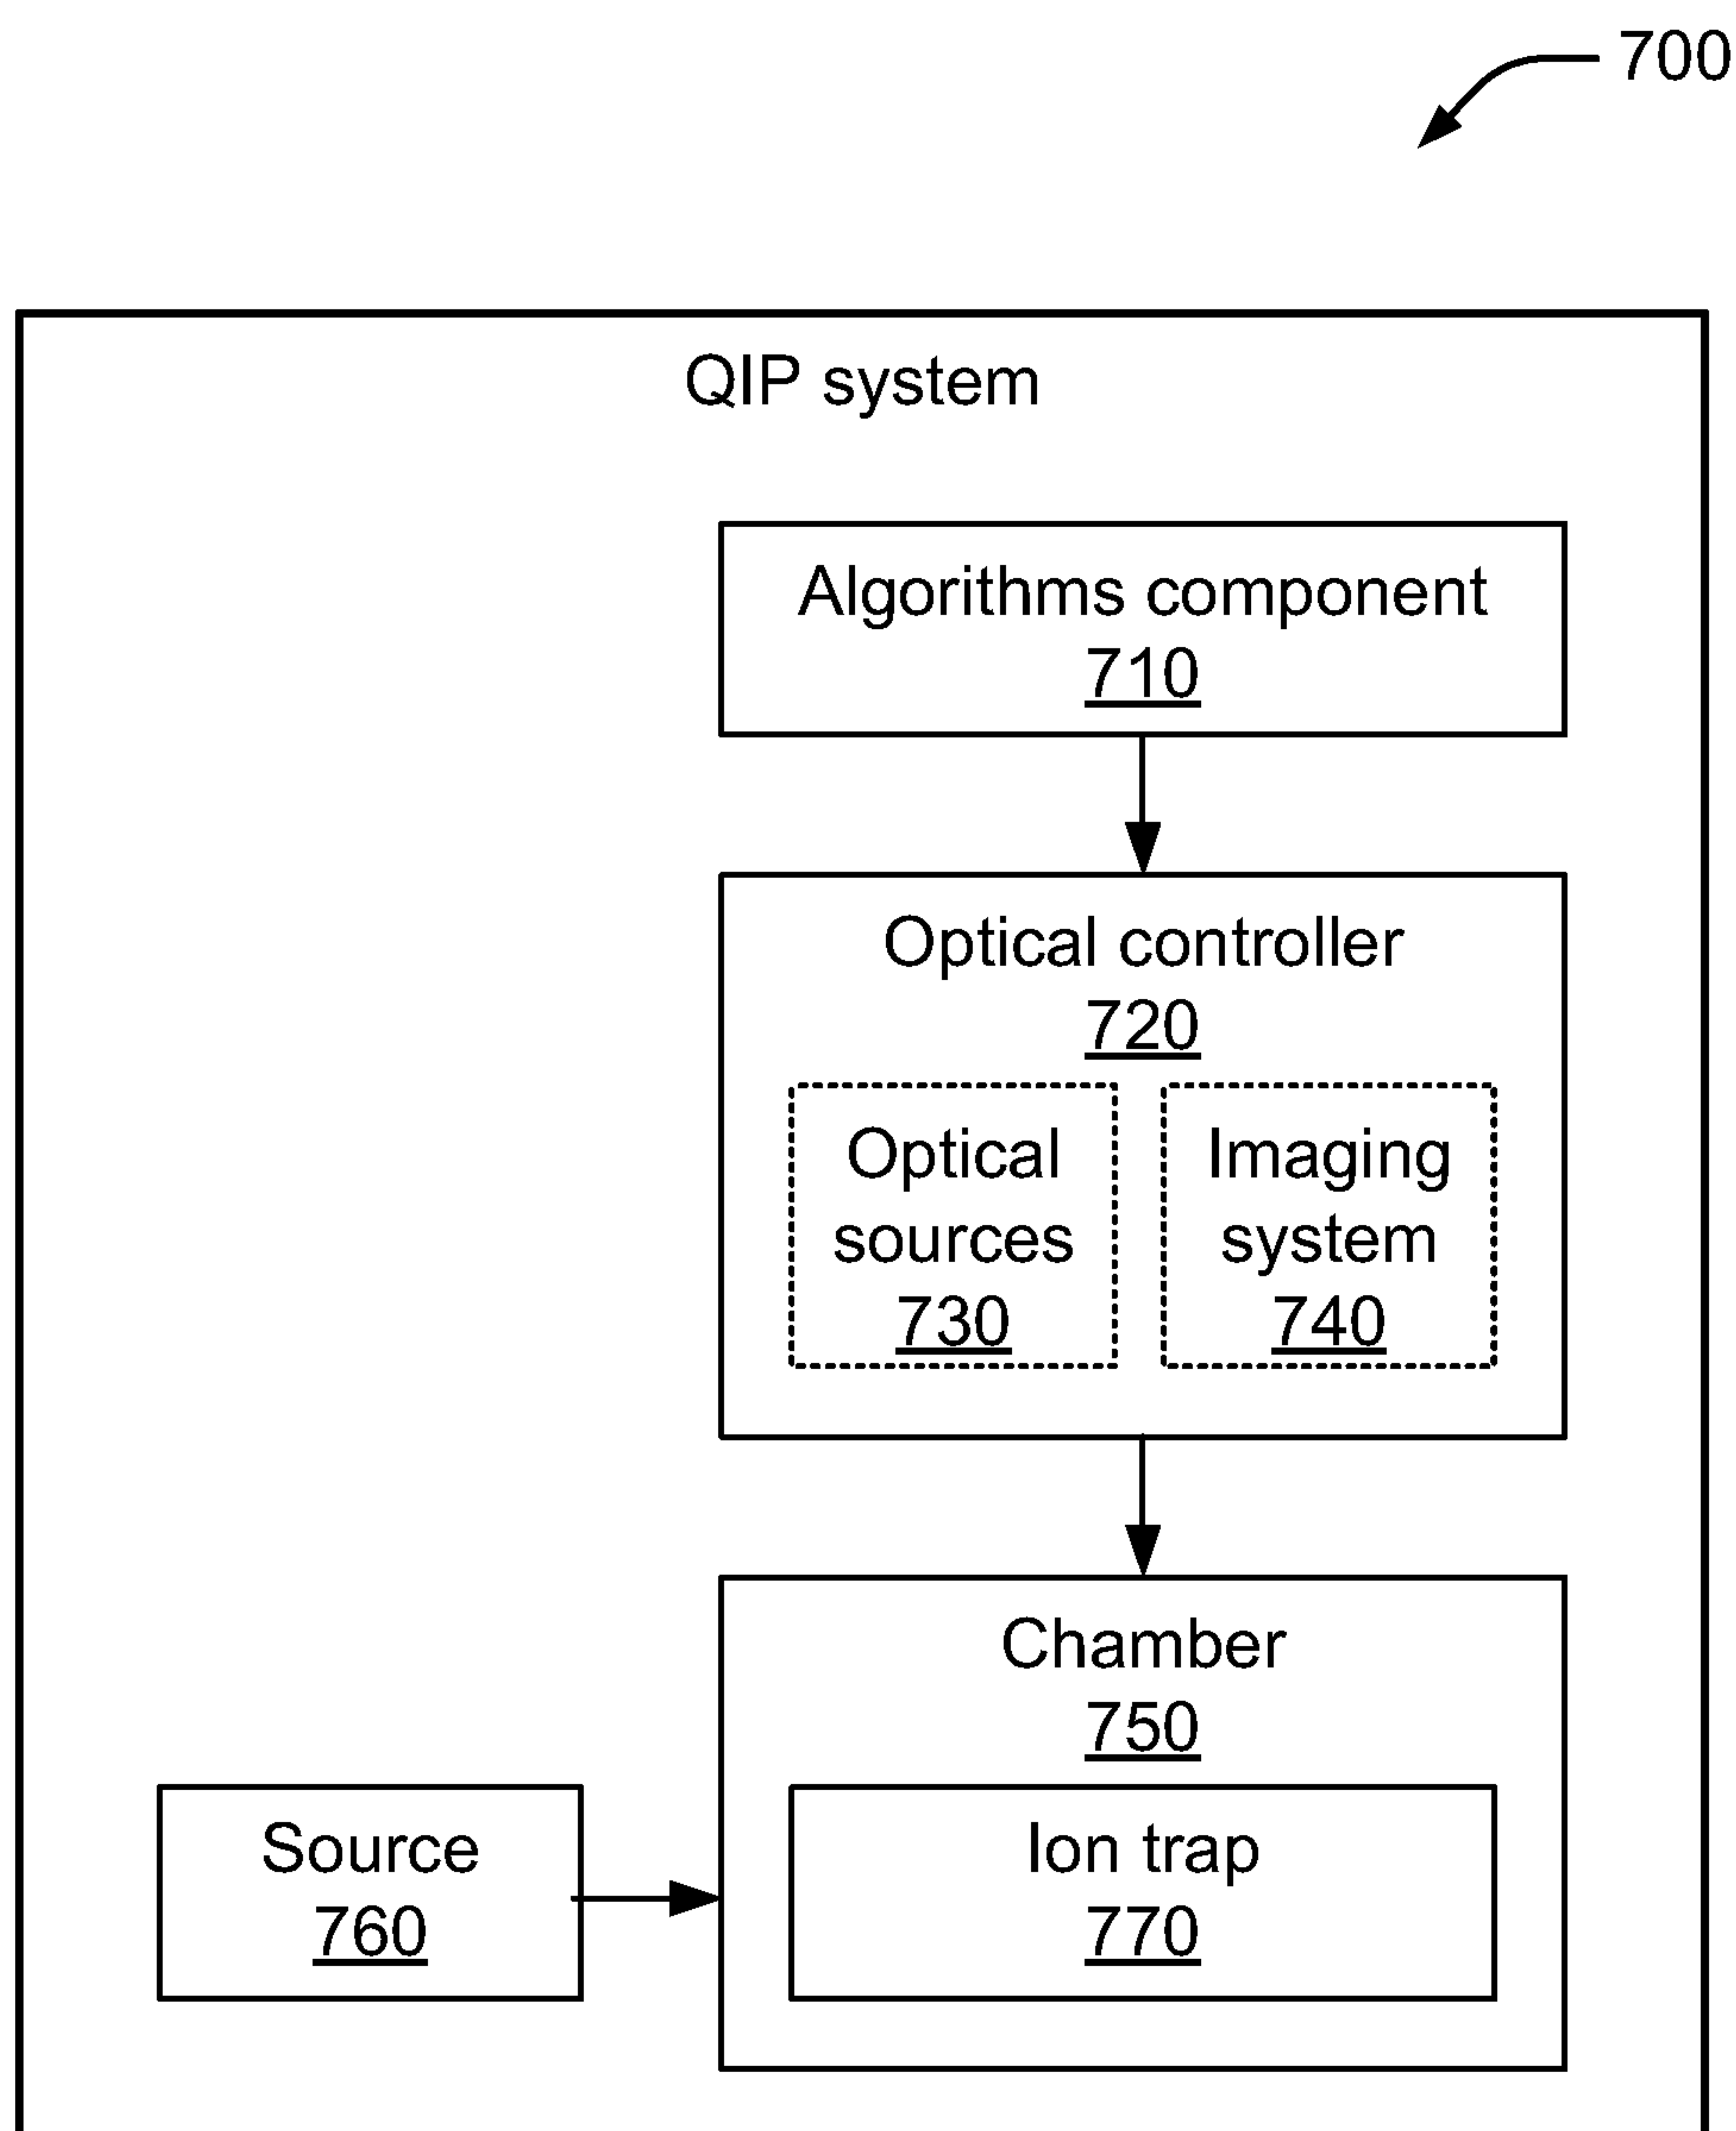 700
QIP system
Algorithms component
710
Optical controller
720
Optical
sources
730
Imaging
system
740
Chamber
750
Source
760
Ion trap
770